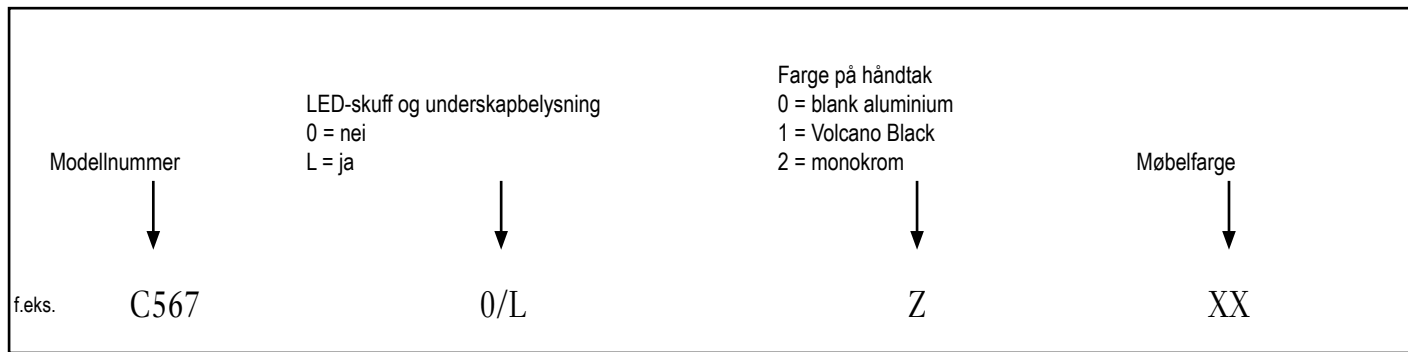 Modellnummer
LED-skuff og underskapbelysning
0 = nei
L = ja
Farge på håndtak
0 = blank aluminium
1 = Volcano Black
2 = monokrom
Møbelfarge
f.eks. C567 0/L Z XX